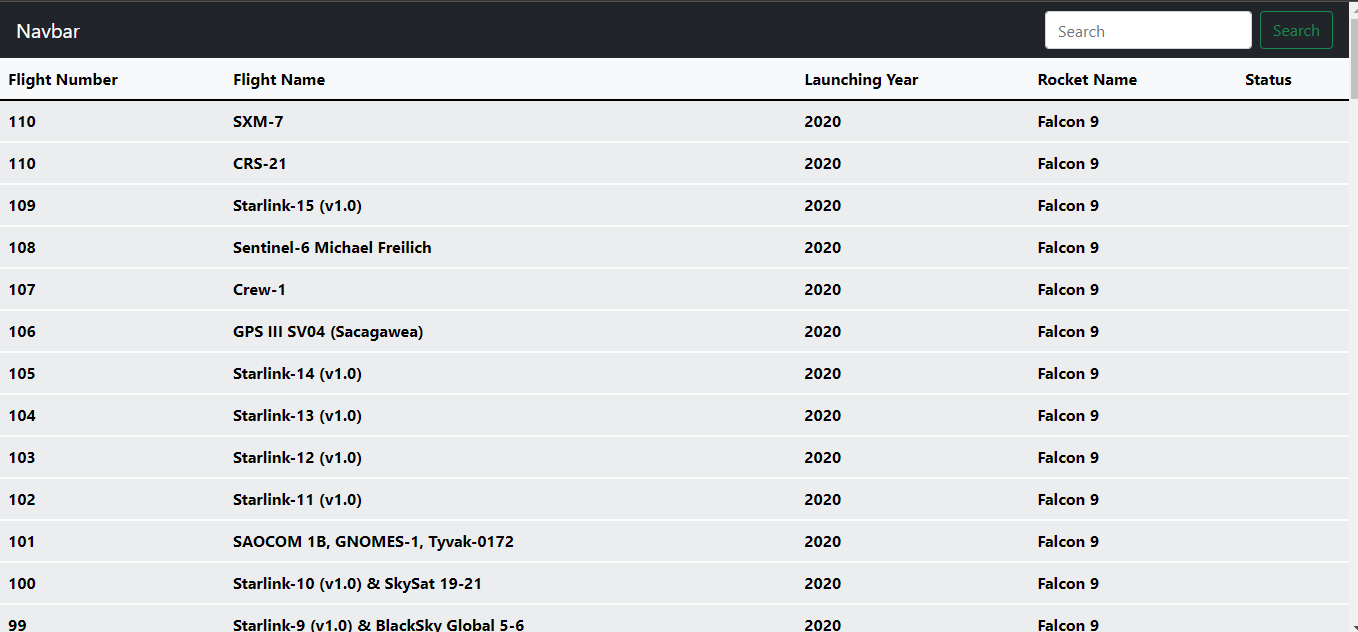 Navbar Search Search
Flight Number Flight Name Launching Year Rocket Name Status
110 SXM-7 2020 Falcon 9
110 CRS-21 2020 Falcon 9
109 Starlink-15 (v1.0) 2020 Falcon 9
108 Sentinel-6 Michael Freilich 2020 Falcon 9
107 Crew-1 2020 Falcon 9
106 GPS III SV04 (Sacagawea) 2020 Falcon 9
105 Starlink-14 (v1.0) 2020 Falcon 9
104 Starlink-13 (v1.0) 2020 Falcon 9
103 Starlink-12 (v1.0) 2020 Falcon 9
102 Starlink-11 (v1.0) 2020 Falcon 9
101 SAOCOM 1B, GNOMES-1, Tyvak-0172 2020 Falcon 9
100 Starlink-10 (v1.0) & SkySat 19-21 2020 Falcon 9
99 Starlink-9 (v1.0) & BlackSky Global 5-6 2020 Falcon 9